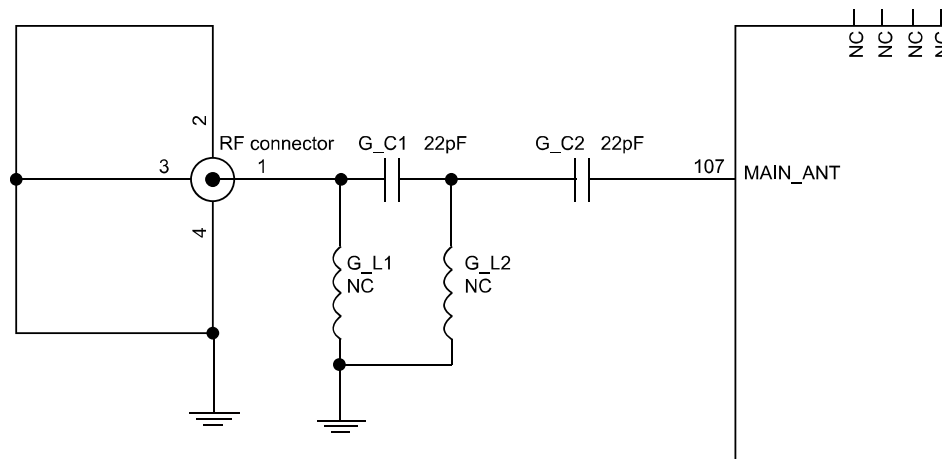 NC
NC
NC
NC
2
RF connector
G_C1 22pF
G_C2 22pF
3
1
107
MAIN_ANT
4
G_L1
NC
G_L2
NC